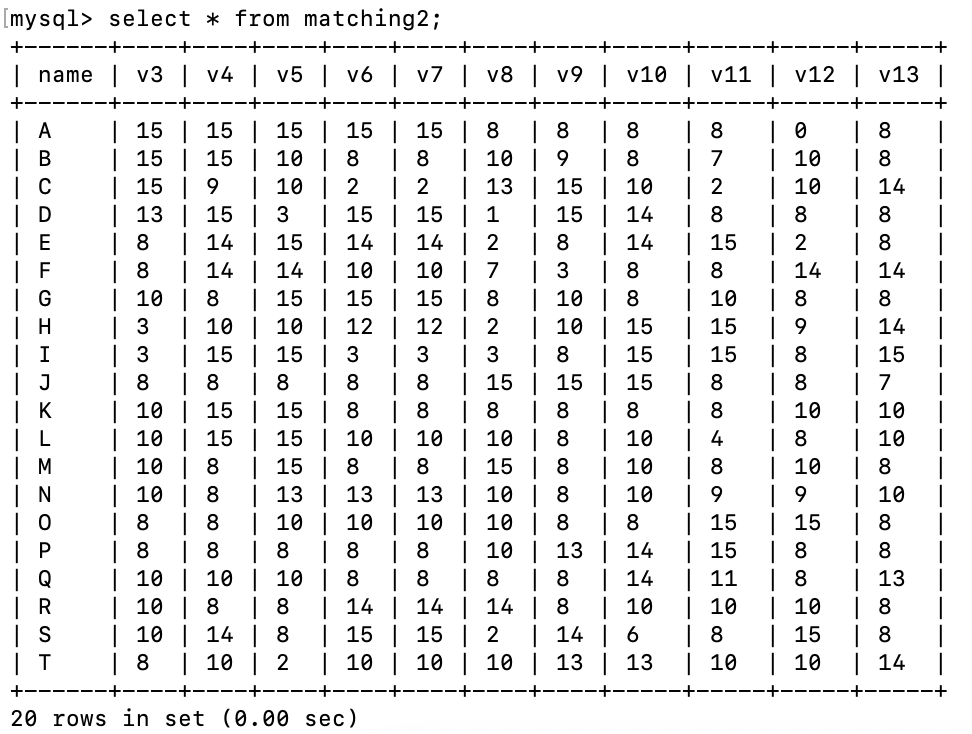 [mysql> select * from matching2;
+------+----+----+----+----+----+----+----+-----+-----+-----+-----+
| name | v3 | v4 | v5 | v6 | v7 | v8 | v9 | v10 | v11 | v12 | v13 |
+------+----+----+----+----+----+----+----+-----+-----+-----+-----+
| A    | 15 | 15 | 15 | 15 | 15 | 8  | 8  | 8   | 8   | 0   | 8   |
| B    | 15 | 15 | 10 | 8  | 8  | 10 | 9  | 8   | 7   | 10  | 8   |
| C    | 15 | 9  | 10 | 2  | 2  | 13 | 15 | 10  | 2   | 10  | 14  |
| D    | 13 | 15 | 3  | 15 | 15 | 1  | 15 | 14  | 8   | 8   | 8   |
| E    | 8  | 14 | 15 | 14 | 14 | 2  | 8  | 14  | 15  | 2   | 8   |
| F    | 8  | 14 | 14 | 10 | 10 | 7  | 3  | 8   | 8   | 14  | 14  |
| G    | 10 | 8  | 15 | 15 | 15 | 8  | 10 | 8   | 10  | 8   | 8   |
| H    | 3  | 10 | 10 | 12 | 12 | 2  | 10 | 15  | 15  | 9   | 14  |
| I    | 3  | 15 | 15 | 3  | 3  | 3  | 8  | 15  | 15  | 8   | 15  |
| J    | 8  | 8  | 8  | 8  | 8  | 15 | 15 | 15  | 8   | 8   | 7   |
| K    | 10 | 15 | 15 | 8  | 8  | 8  | 8  | 8   | 8   | 10  | 10  |
| L    | 10 | 15 | 15 | 10 | 10 | 10 | 8  | 10  | 4   | 8   | 10  |
| M    | 10 | 8  | 15 | 8  | 8  | 15 | 8  | 10  | 8   | 10  | 8   |
| N    | 10 | 8  | 13 | 13 | 13 | 10 | 8  | 10  | 9   | 9   | 10  |
| O    | 8  | 8  | 10 | 10 | 10 | 10 | 8  | 8   | 15  | 15  | 8   |
| P    | 8  | 8  | 8  | 8  | 8  | 10 | 13 | 14  | 15  | 8   | 8   |
| Q    | 10 | 10 | 10 | 8  | 8  | 8  | 8  | 14  | 11  | 8   | 13  |
| R    | 10 | 8  | 8  | 14 | 14 | 14 | 8  | 10  | 10  | 10  | 8   |
| S    | 10 | 14 | 8  | 15 | 15 | 2  | 14 | 6   | 8   | 15  | 8   |
| T    | 8  | 10 | 2  | 10 | 10 | 10 | 13 | 13  | 10  | 10  | 14  |
+------+----+----+----+----+----+----+----+-----+-----+-----+-----+
20 rows in set (0.00 sec)